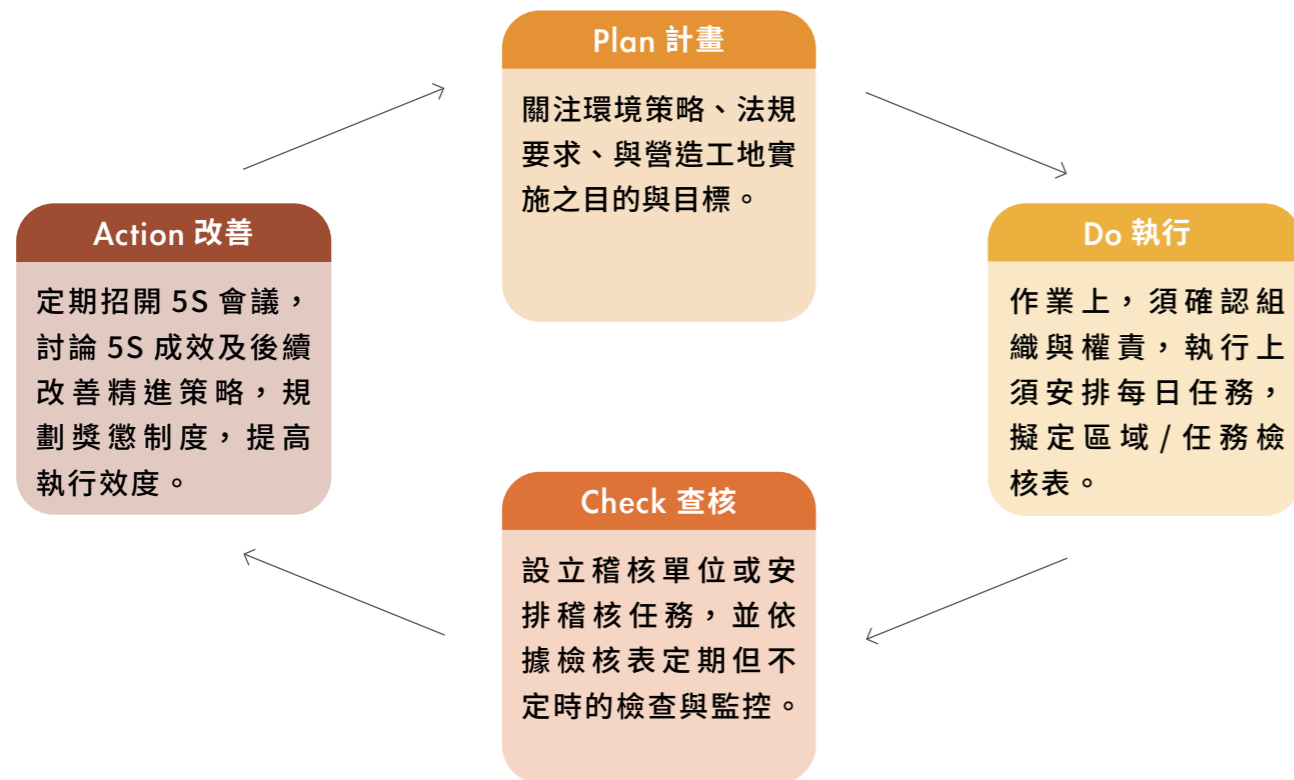 Plan 計畫
關注環境策略、法規
要求、與營造工地實
施之目的與目標。
Do 執行
作業上，須確認組
織與權責，執行上
須安排每日任務，
擬定區域 / 任務檢
核表。
Check 查核
設立稽核單位或安
排稽核任務，並依
據檢核表定期但不
定時的檢查與監控。
Action 改善
定期招開 5S 會議，
討論 5S 成效及後續
改善精進策略，規
劃獎懲制度，提高
執行效度。